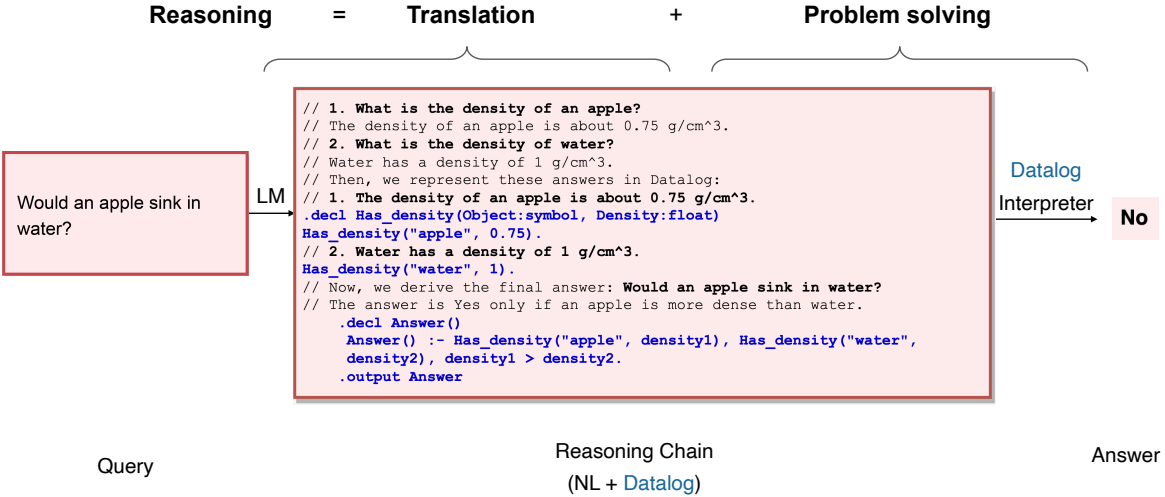 Reasoning = Translation + Problem solving
// 1. What is the density of an apple?
// The density of an apple is about 0.75 g/cm^3.
// 2. What is the density of water?
// Water has a density of 1 g/cm^3.
// Then, we represent these answers in Datalog:
// 1. The density of an apple is about 0.75 g/cm^3.
.decl Has_density(Object:symbol, Density:float)
Has_density("apple", 0.75).
// 2. Water has a density of 1 g/cm^3.
Has_density("water", 1).
// Now, we derive the final answer: Would an apple sink in water?
// The answer is Yes only if an apple is more dense than water.
.decl Answer()
Answer() :- Has_density("apple", density1), Has_density("water",
density2), density1 > density2.
.output Answer
Would an apple sink in
water?
LM
Datalog
Interpreter
No
Query
Reasoning Chain
(NL + Datalog)
Answer